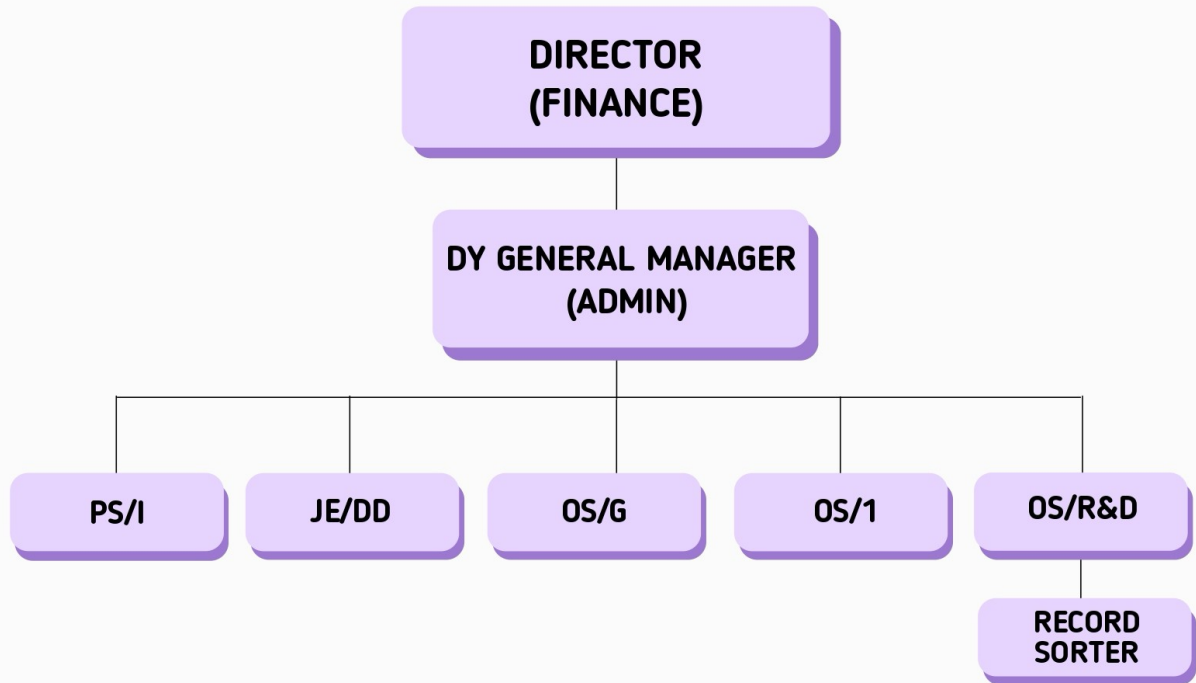 DIRECTOR
(FINANCE)
DY GENERAL MANAGER
(ADMIN)
PS/I
JE/DD
OS/G
OS/1
OS/R&D
RECORD
SORTER